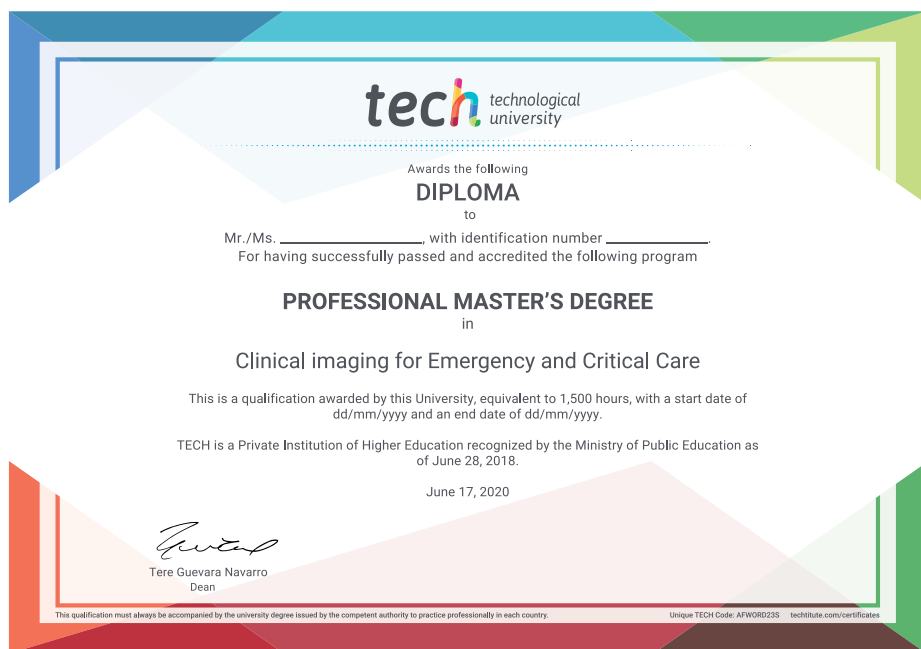 tech technological
university
Awards the following
DIPLOMA
to
Mr./Ms. ____________________, with identification number ______________.
For having successfully passed and accredited the following program
PROFESSIONAL MASTER'S DEGREE
in
Clinical imaging for Emergency and Critical Care
This is a qualification awarded by this University, equivalent to 1,500 hours, with a start date of
dd/mm/yyyy and an end date of dd/mm/yyyy.
TECH is a Private Institution of Higher Education recognized by the Ministry of Public Education as
of June 28, 2018.
June 17, 2020
Tere Guevara Navarro
Dean
This qualification must always be accompanied by the university degree issued by the competent authority to practice professionally in each country. Unique TECH Code: AFWORD23S techtitute.com/certificates